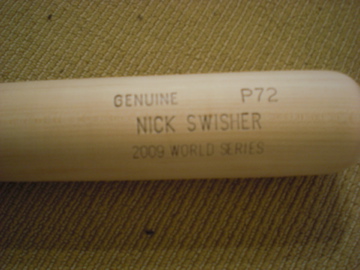 GENUINE P72
NICK SWISHER
2009 WORLD SERIES